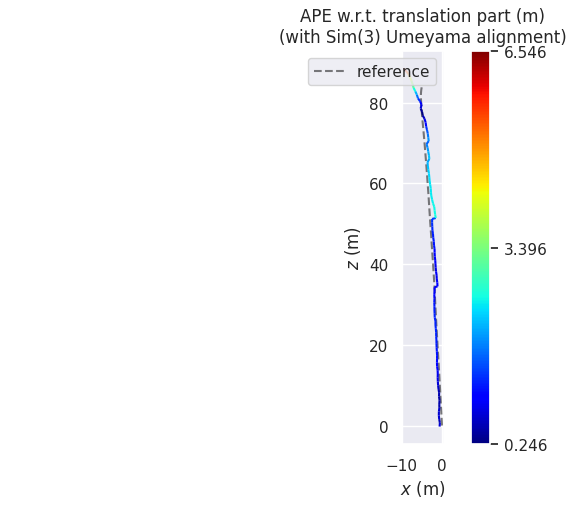 APE w.r.t. translation part (m)
(with Sim(3) Umeyama alignment)
reference
6.546
3.396
0.246
80
60
40
20
0
z (m)
−10 0
x (m)